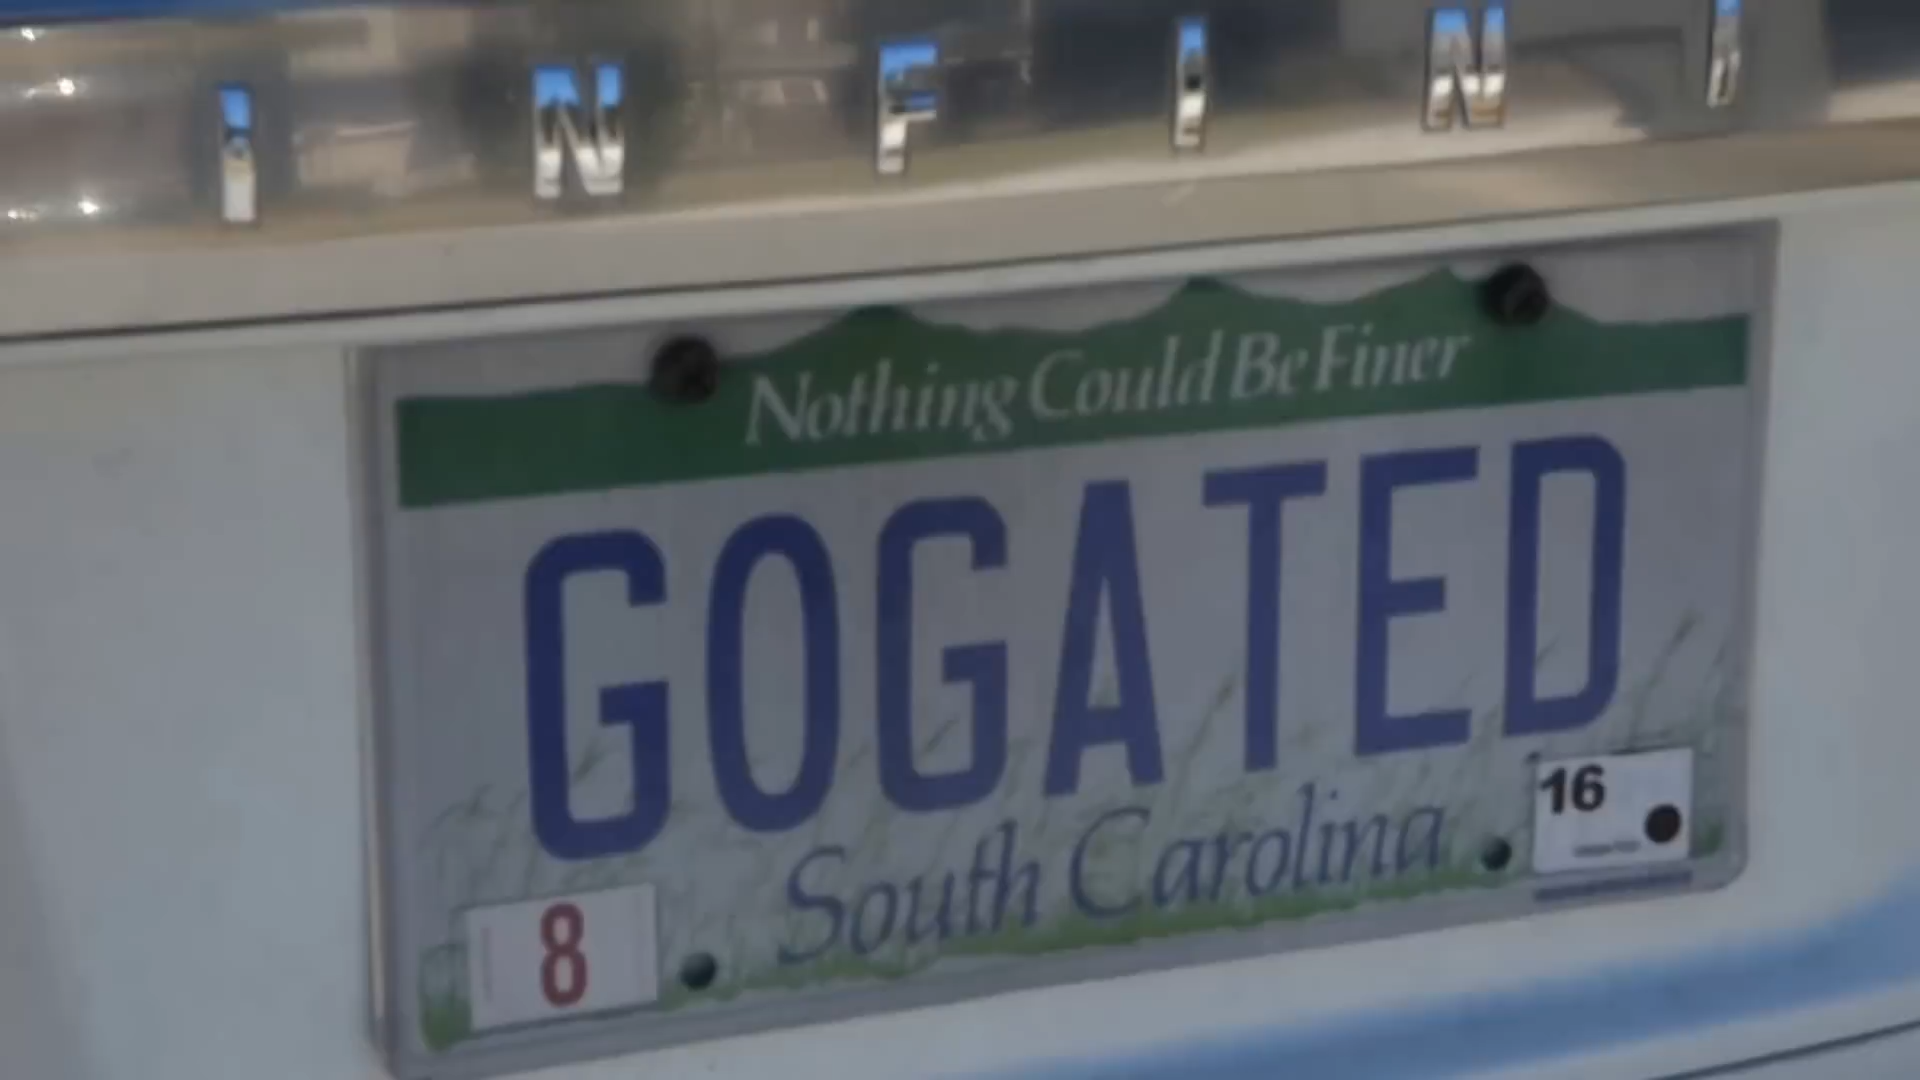 INFINI
Nothing Could Be Finer
GOGATED
South Carolina
16
8